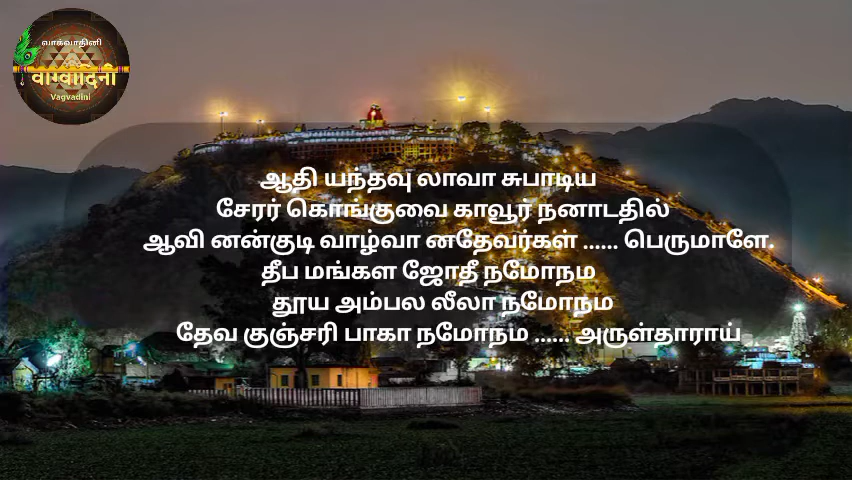 வாக்வாதினி
वाग्वादिनी
Vagvadini
ஆதி யந்தவு லாவா சுபாடிய
சேரர் கொங்குவை காவூர் நனாடதில்
ஆவி னன்குடி வாழ்வா னதேவர்கள் ...... பெருமாளே.
தீப மங்கள ஜோதீ நமோநம
தூய அம்பல லீலா நமோநம
தேவ குஞ்சரி பாகா நமோநம ...... அருள்தாராய்